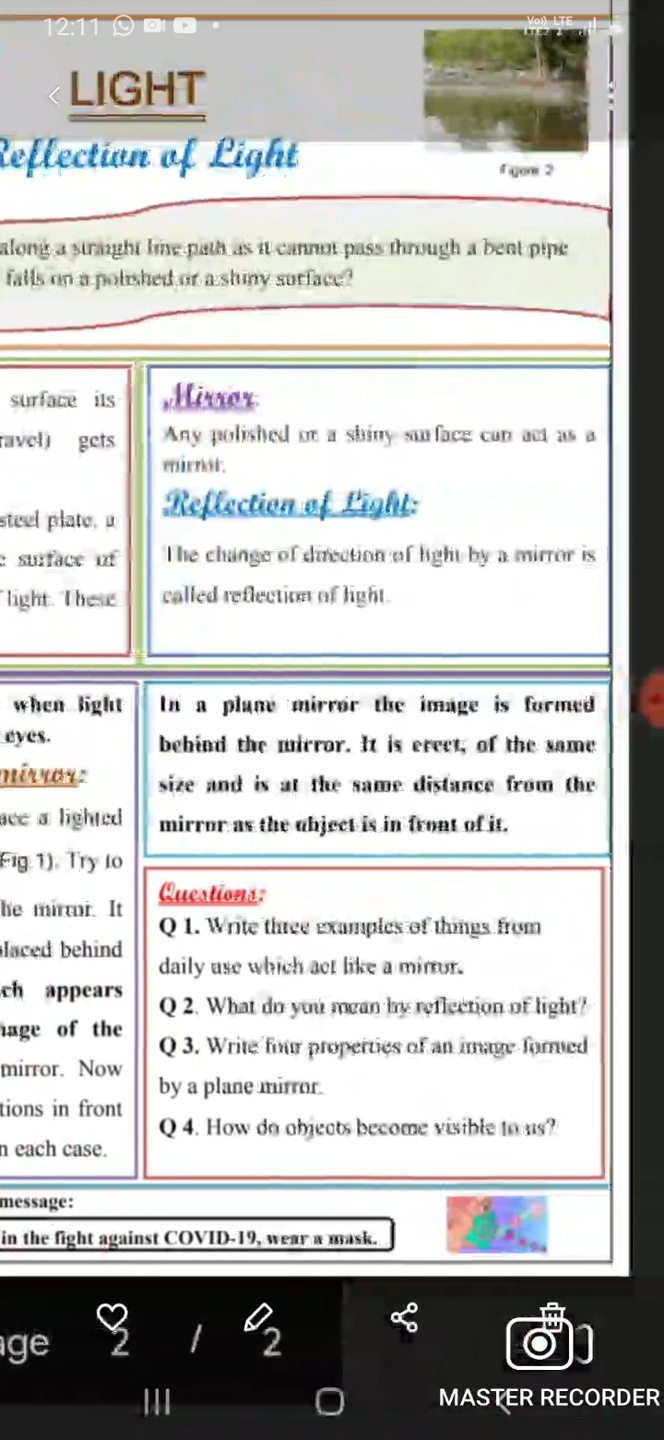 12:11
Vo) LTE
LIGHT
Reflection of Light
Figure 2
along a straight line path as it cannot pass through a bent pipe
falls on a polished or a shiny surface?
surface its
ravel) gets
steel plate, a
surface of
light. These
Mirror:
Any polished or a shiny surface can act as a
mirror.
Reflection of Light:
The change of direction of light by a mirror is
called reflection of light.
when light
eyes.
mirror:
ace a lighted
Fig 1). Try to
he mirror. It
placed behind
ch appears
mage of the
mirror. Now
tions in front
n each case.
In a plane mirror the image is formed
behind the mirror. It is erect, of the same
size and is at the same distance from the
mirror as the object is in front of it.
Questions:
Q 1. Write three examples of things from
daily use which act like a mirror.
Q 2. What do you mean by reflection of light?
Q 3. Write four properties of an image formed
by a plane mirror.
Q 4. How do objects become visible to us?
message:
in the fight against COVID-19, wear a mask.
age 2 / 2
MASTER RECORDER